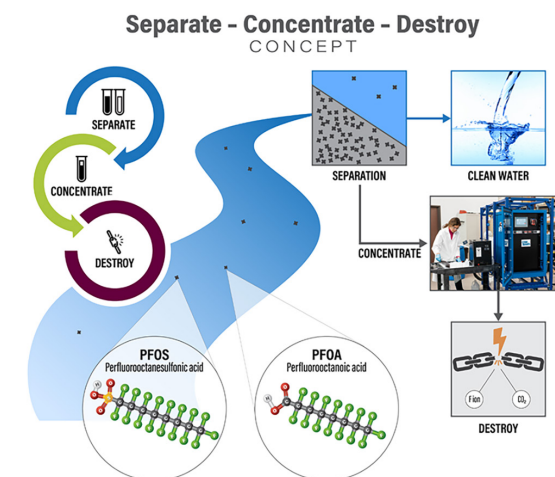 Separate – Concentrate – Destroy
CONCEPT
SEPARATE
CONCENTRATE
DESTROY
SEPARATION
CLEAN WATER
CONCENTRATE
PFOS
Perfluorooctanesulfonic acid
PFOA
Perfluorooctanoic acid
F ion
CO₂
DESTROY